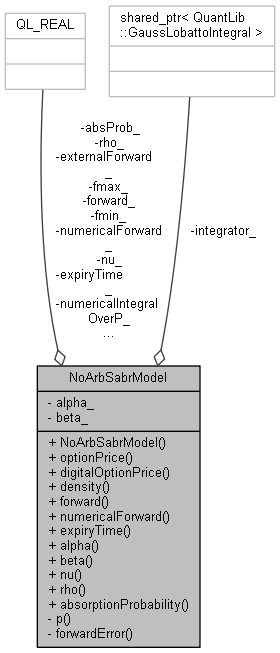 QL_REAL
shared_ptr< QuantLib
::GaussLobattoIntegral >
-absProb_
-rho_
-externalForward
_
-fmax_
-forward_
-fmin_
-numericalForward
_
-nu_
-expiryTime
_
-numericalIntegral
OverP_
...
-integrator_
NoArbSabrModel
- alpha_
- beta_
+ NoArbSabrModel()
+ optionPrice()
+ digitalOptionPrice()
+ density()
+ forward()
+ numericalForward()
+ expiryTime()
+ alpha()
+ beta()
+ nu()
+ rho()
+ absorptionProbability()
- p()
- forwardError()